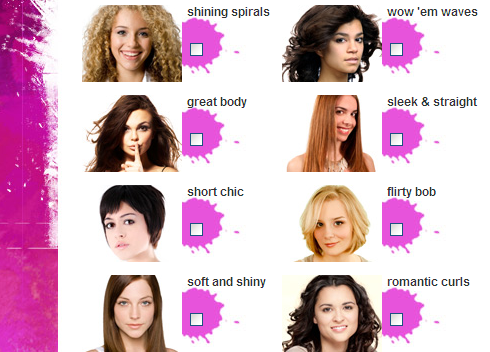 shining spirals
wow 'em waves
great body
sleek & straight
short chic
flirty bob
soft and shiny
romantic curls